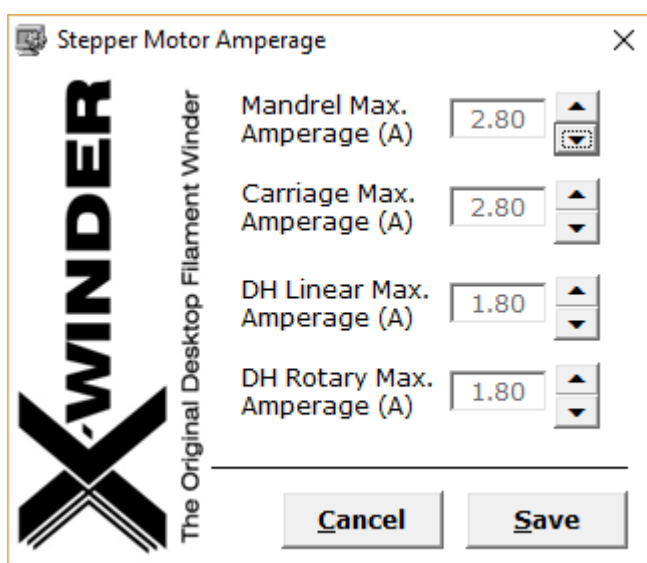 Stepper Motor Amperage
X-WINDER
The Original Desktop Filament Winder
Mandrel Max.
Amperage (A)
2.80
Carriage Max.
Amperage (A)
2.80
DH Linear Max.
Amperage (A)
1.80
DH Rotary Max.
Amperage (A)
1.80
Cancel
Save